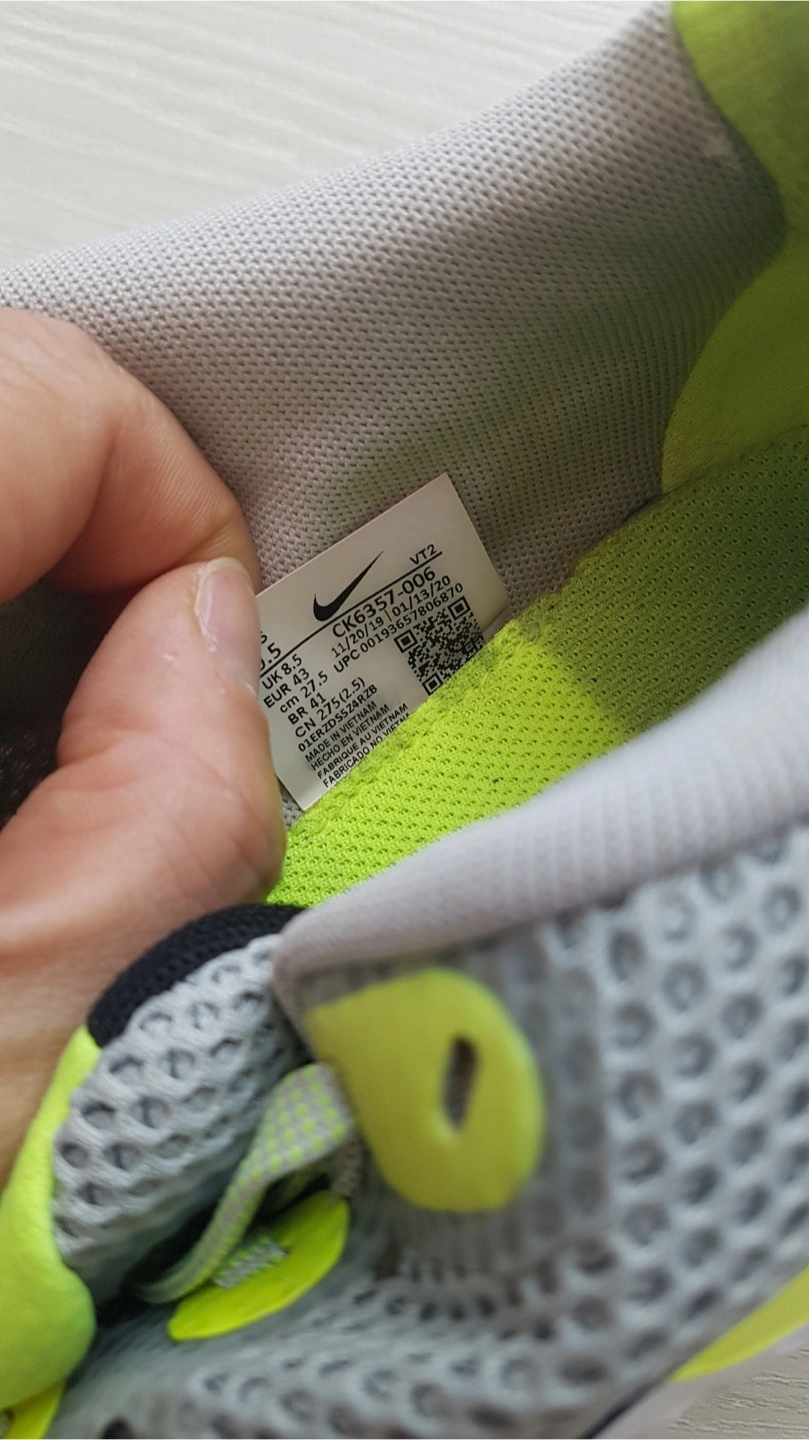 VT2
CK6357-006
11/20/19 01/13/20
UPC 00193657806870
.5
UK 8.5
EUR 43
cm 27.5
BR 41
CN 275(2.5)
MADE IN VIETNAM
HECHO EN VIETNAM
FABRIQUE AU VIETNAM
FABRICADO NO